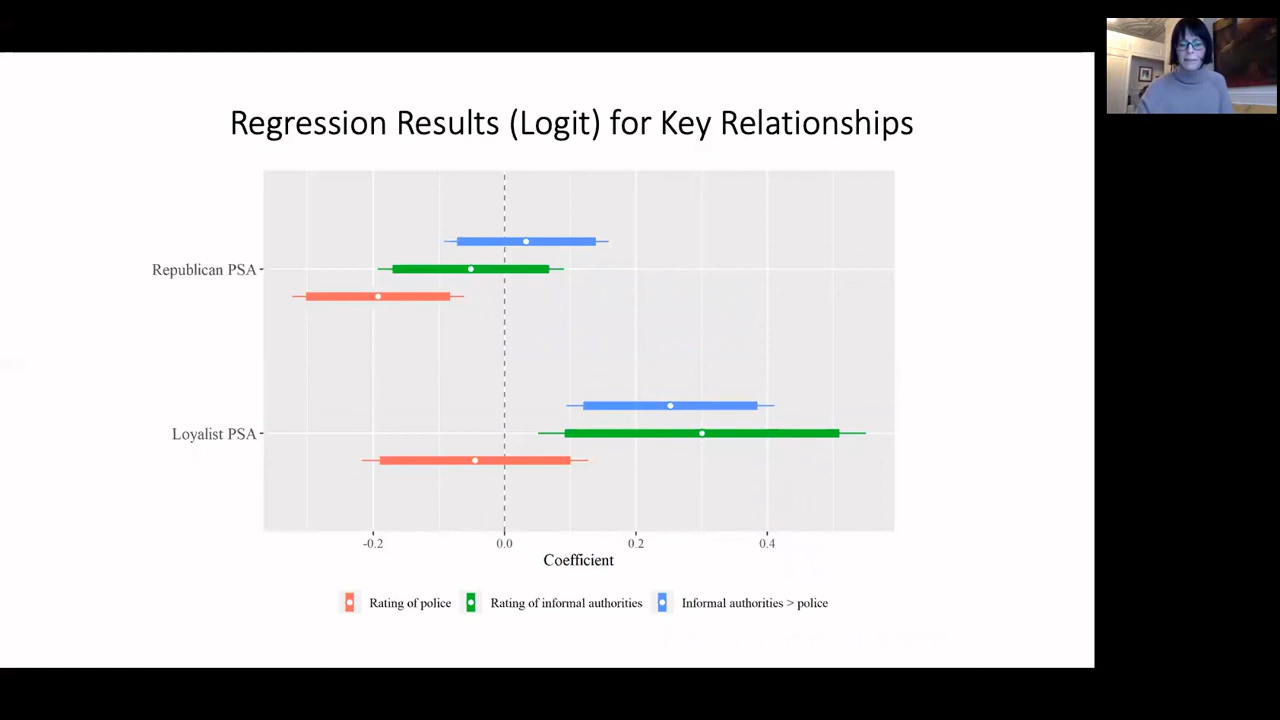 Regression Results (Logit) for Key Relationships
Republican PSA
Loyalist PSA
-0.2 0.0 0.2 0.4
Coefficient
Rating of police Rating of informal authorities Informal authorities > police